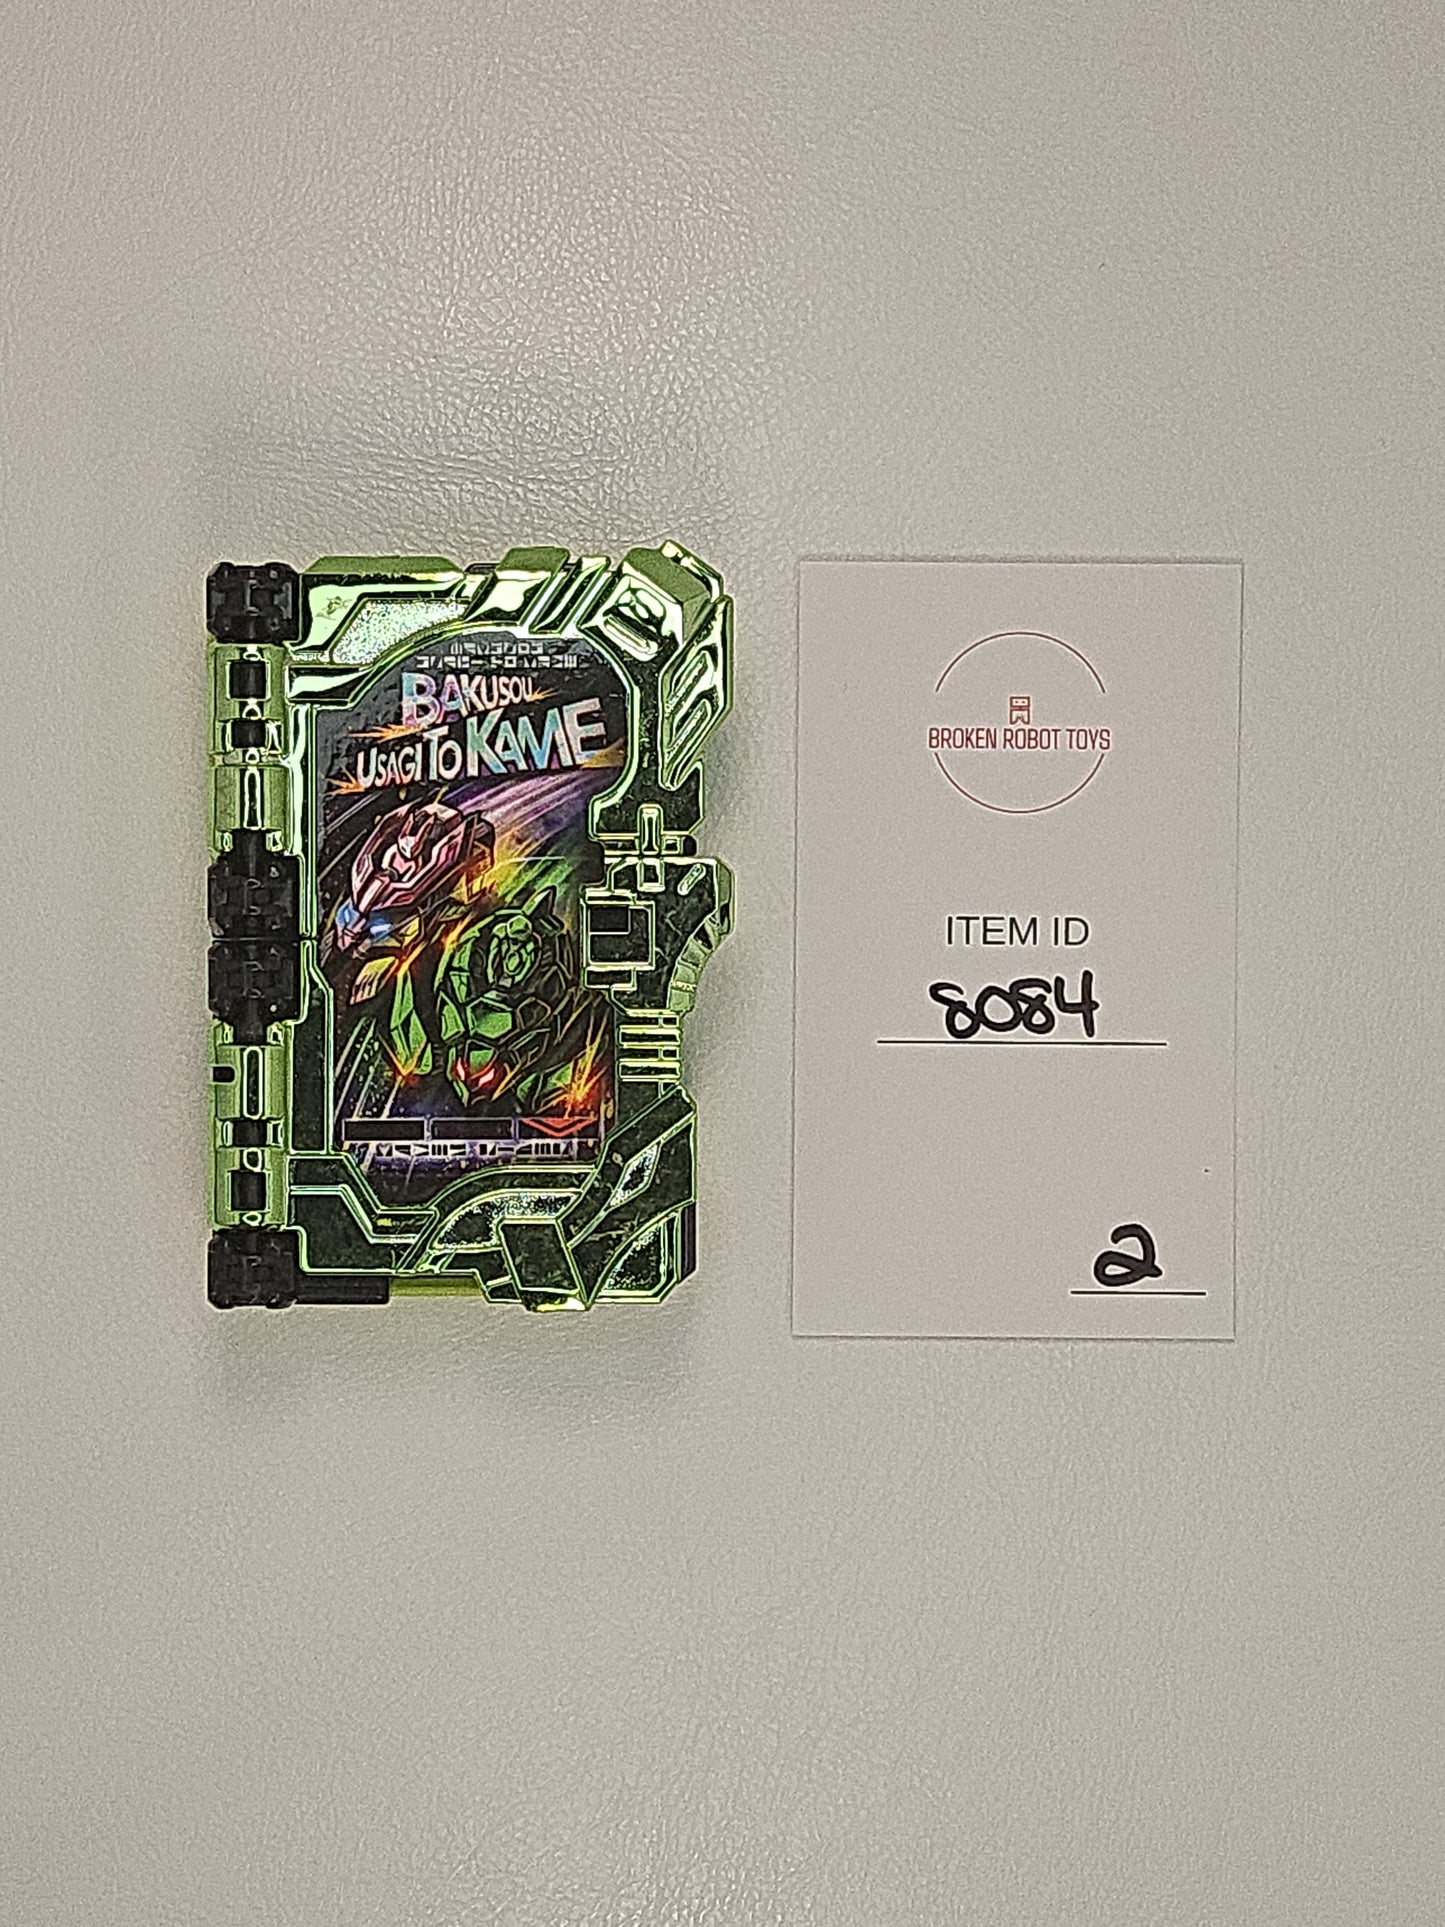 BAKUSOU
USAGI TO KAME
BROKEN ROBOT TOYS
ITEM ID
8084
2